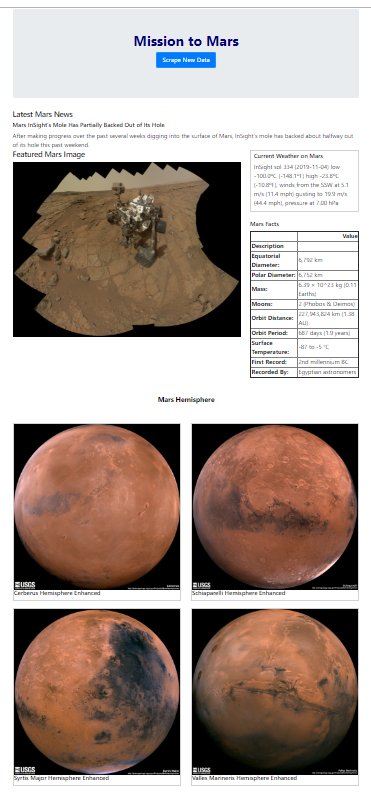 Mission to Mars
Scrape New Data
Latest Mars News
Mars InSight's Mole Has Partially Backed Out of Its Hole
After making progress over the past several weeks digging into the surface of Mars, InSight's mole has backed about halfway out
of its hole this past weekend.
Featured Mars Image
Current Weather on Mars
InSight sol 334 (2019-11-04) low
-100.0ºC (-148.1ºF) high -23.8ºC
(-10.8ºF), winds from the SSW at 5.1
m/s (11.4 mph) gusting to 19.9 m/s
(44.4 mph), pressure at 7.00 hPa
Mars Facts
Value
Description
Equatorial
Diameter: 6,792 km
Polar Diameter: 6,752 km
Mass: 6.39 × 10^23 kg (0.11
Earths)
Moons: 2 (Phobos & Deimos)
Orbit Distance: 227,943,824 km (1.38
AU)
Orbit Period: 687 days (1.9 years)
Surface
Temperature: -87 to -5 °C
First Record: 2nd millennium BC
Recorded By: Egyptian astronomers
Mars Hemisphere
USGS
Cerberus Hemisphere Enhanced
USGS
Schiaparelli Hemisphere Enhanced
USGS
Syrtis Major Hemisphere Enhanced
USGS
Valles Marineris Hemisphere Enhanced